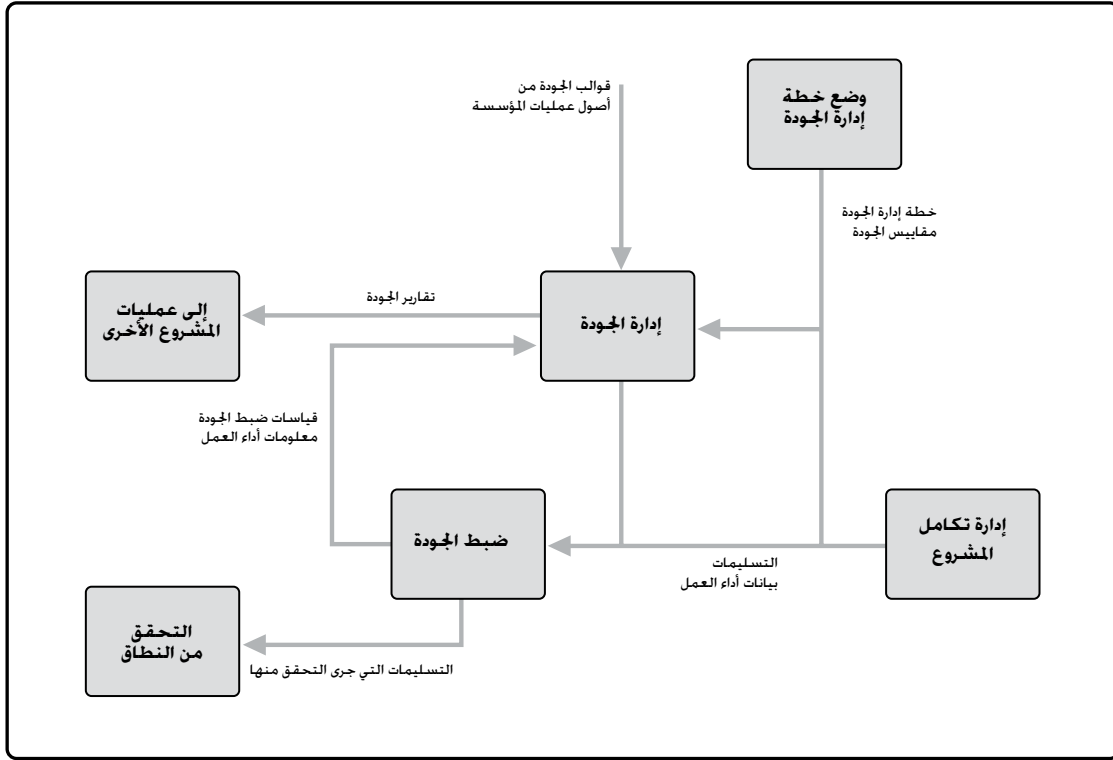 قوالب الجودة من
أصول عمليات المؤسسة
وضع خطة
إدارة الجودة
خطة إدارة الجودة
مقاييس الجودة
إلى عمليات
المشروع الأخرى
تقارير الجودة
إدارة الجودة
قياسات ضبط الجودة
معلومات أداء العمل
ضبط الجودة
إدارة تكامل
المشروع
التسليمات
بيانات أداء العمل
التحقق
من النطاق
التسليمات التي جرى التحقق منها